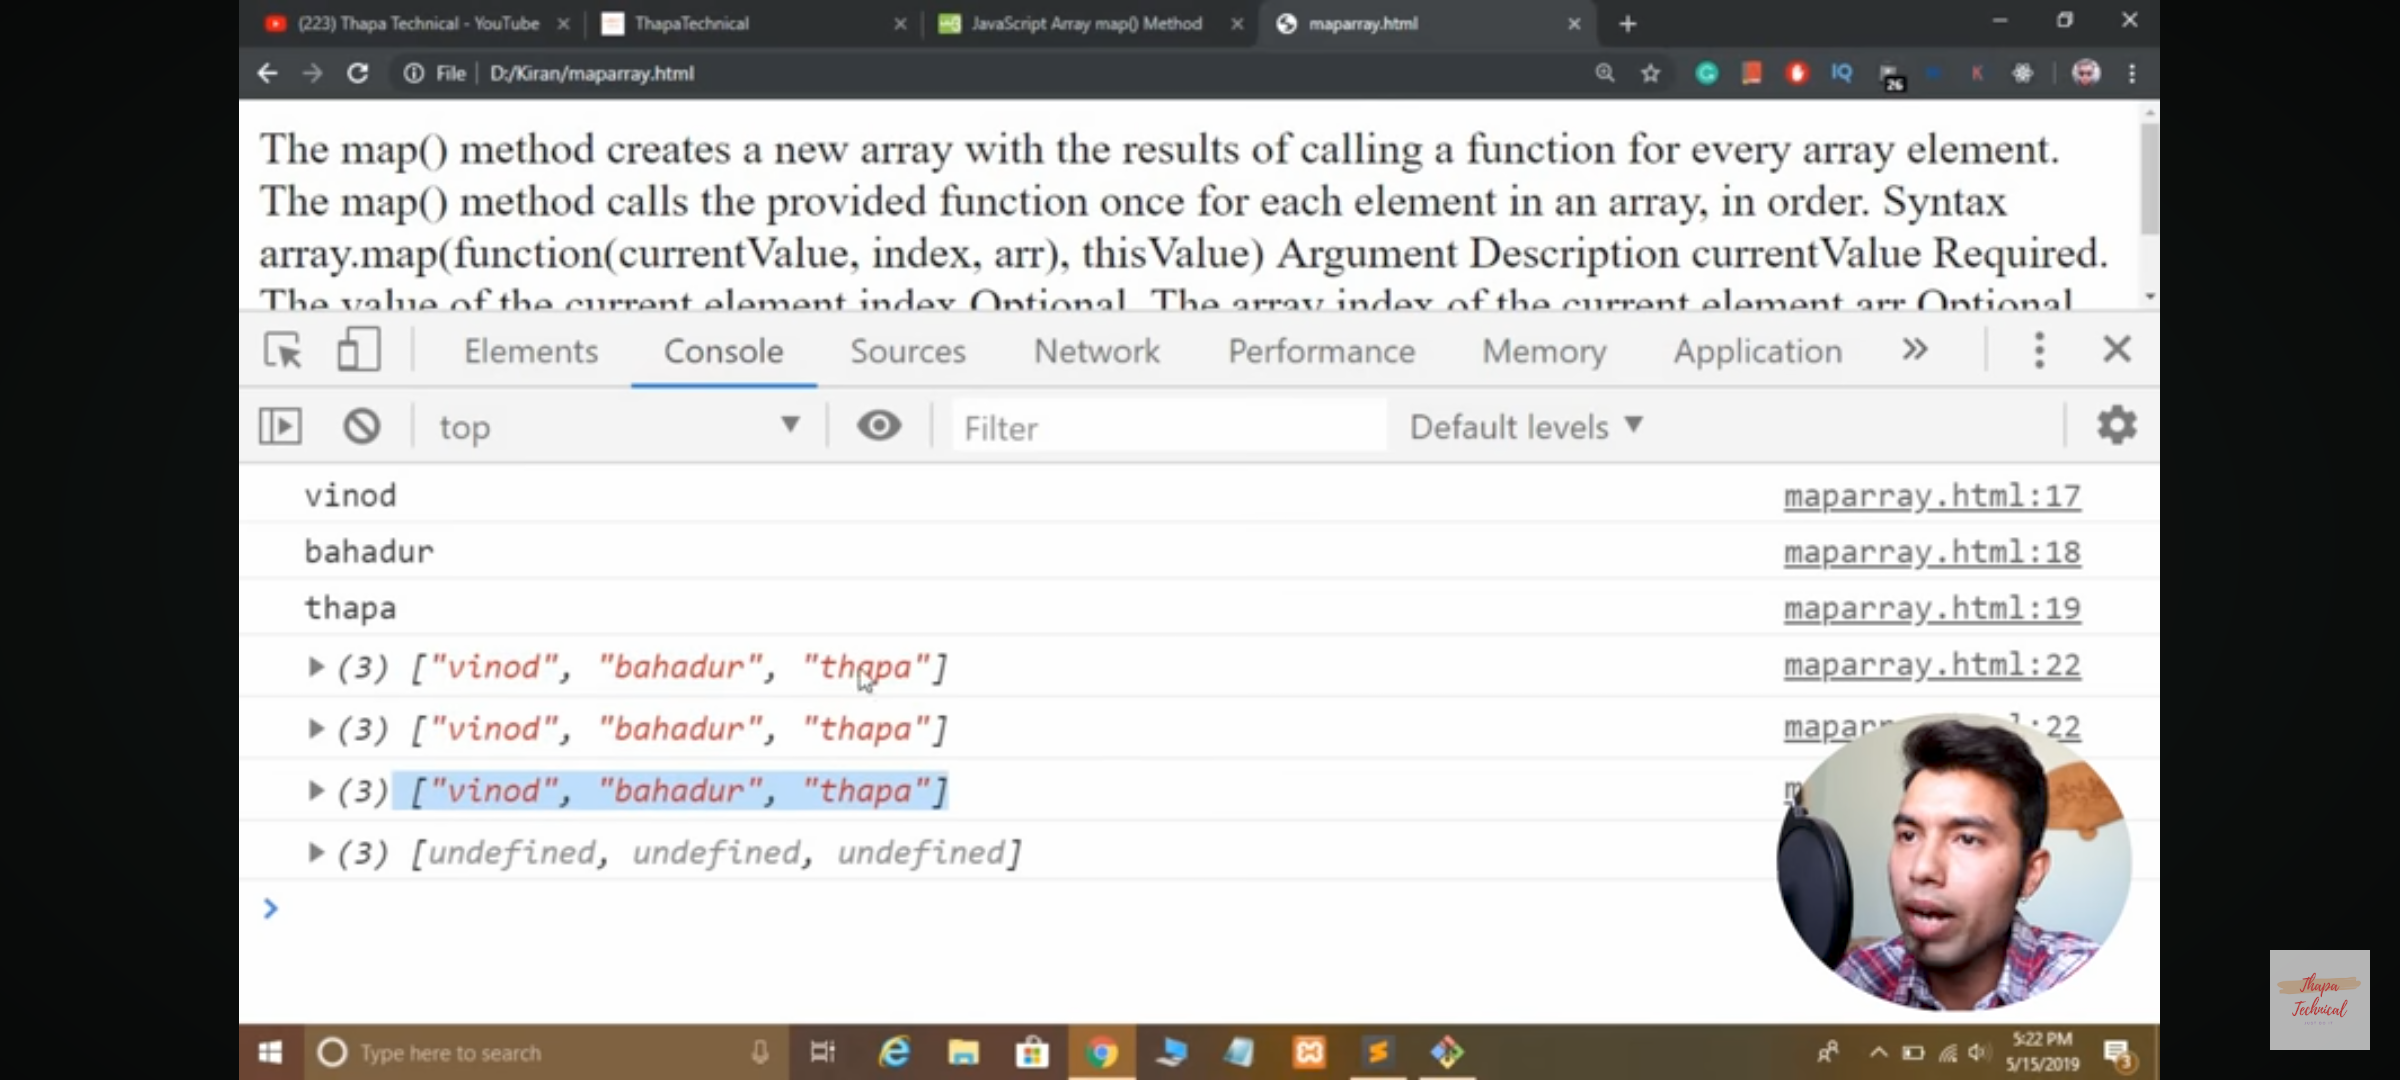 (223) Thapa Technical - YouTube
ThapaTechnical
JavaScript Array map() Method
maparray.html
File
D:/Kiran/maparray.html
IQ
K
26
The map() method creates a new array with the results of calling a function for every array element.
The map() method calls the provided function once for each element in an array, in order. Syntax
array.map(function(currentValue, index, arr), thisValue) Argument Description currentValue Required.
The value of the current element index Optional. The array index of the current element arr Optional
Elements Console Sources Network Performance Memory Application
top Filter Default levels
vinod maparray.html:17
bahadur maparray.html:18
thapa maparray.html:19
(3) ["vinod", "bahadur", "thapa"] maparray.html:22
(3) ["vinod", "bahadur", "thapa"] :22
(3) ["vinod", "bahadur", "thapa"]
(3) [undefined, undefined, undefined]
Thapa
Technical
Type here to search
5:22 PM
5/15/2019
3